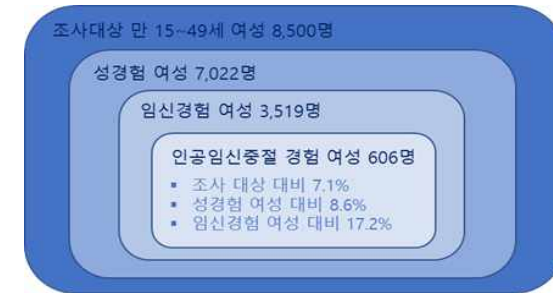 조사대상 만 15~49세 여성 8,500명
성경험 여성 7,022명
임신경험 여성 3,519명
인공임신중절 경험 여성 606명
▪ 조사 대상 대비 7.1%
▪ 성경험 여성 대비 8.6%
▪ 임신경험 여성 대비 17.2%